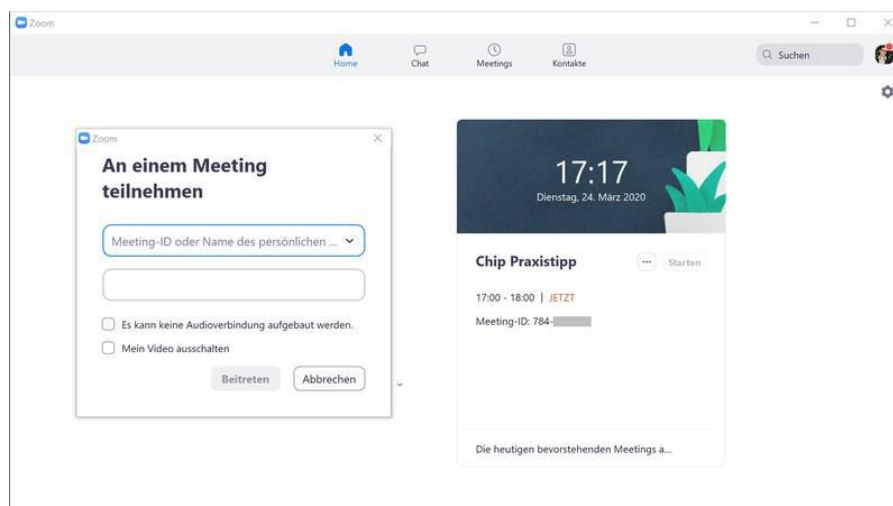 Zoom
Home
Chat
Meetings
Kontakte
Suchen
Zoom
An einem Meeting
teilnehmen
Meeting-ID oder Name des persönlichen ...
Es kann keine Audioverbindung aufgebaut werden.
Mein Video ausschalten
Beitreten
Abbrechen
17:17
Dienstag, 24. März 2020
Chip Praxistipp
Starten
17:00 - 18:00 | JETZT
Meeting-ID: 784-
Die heutigen bevorstehenden Meetings a...